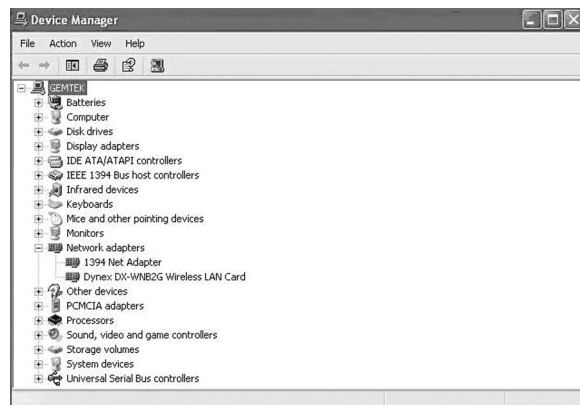 Device Manager
File Action View Help
GEMTEK
Batteries
Computer
Disk drives
Display adapters
IDE ATA/ATAPI controllers
IEEE 1394 Bus host controllers
Infrared devices
Keyboards
Mice and other pointing devices
Monitors
Network adapters
1394 Net Adapter
Dynex DX-WNB2G Wireless LAN Card
Other devices
PCMCIA adapters
Processors
Sound, video and game controllers
Storage volumes
System devices
Universal Serial Bus controllers